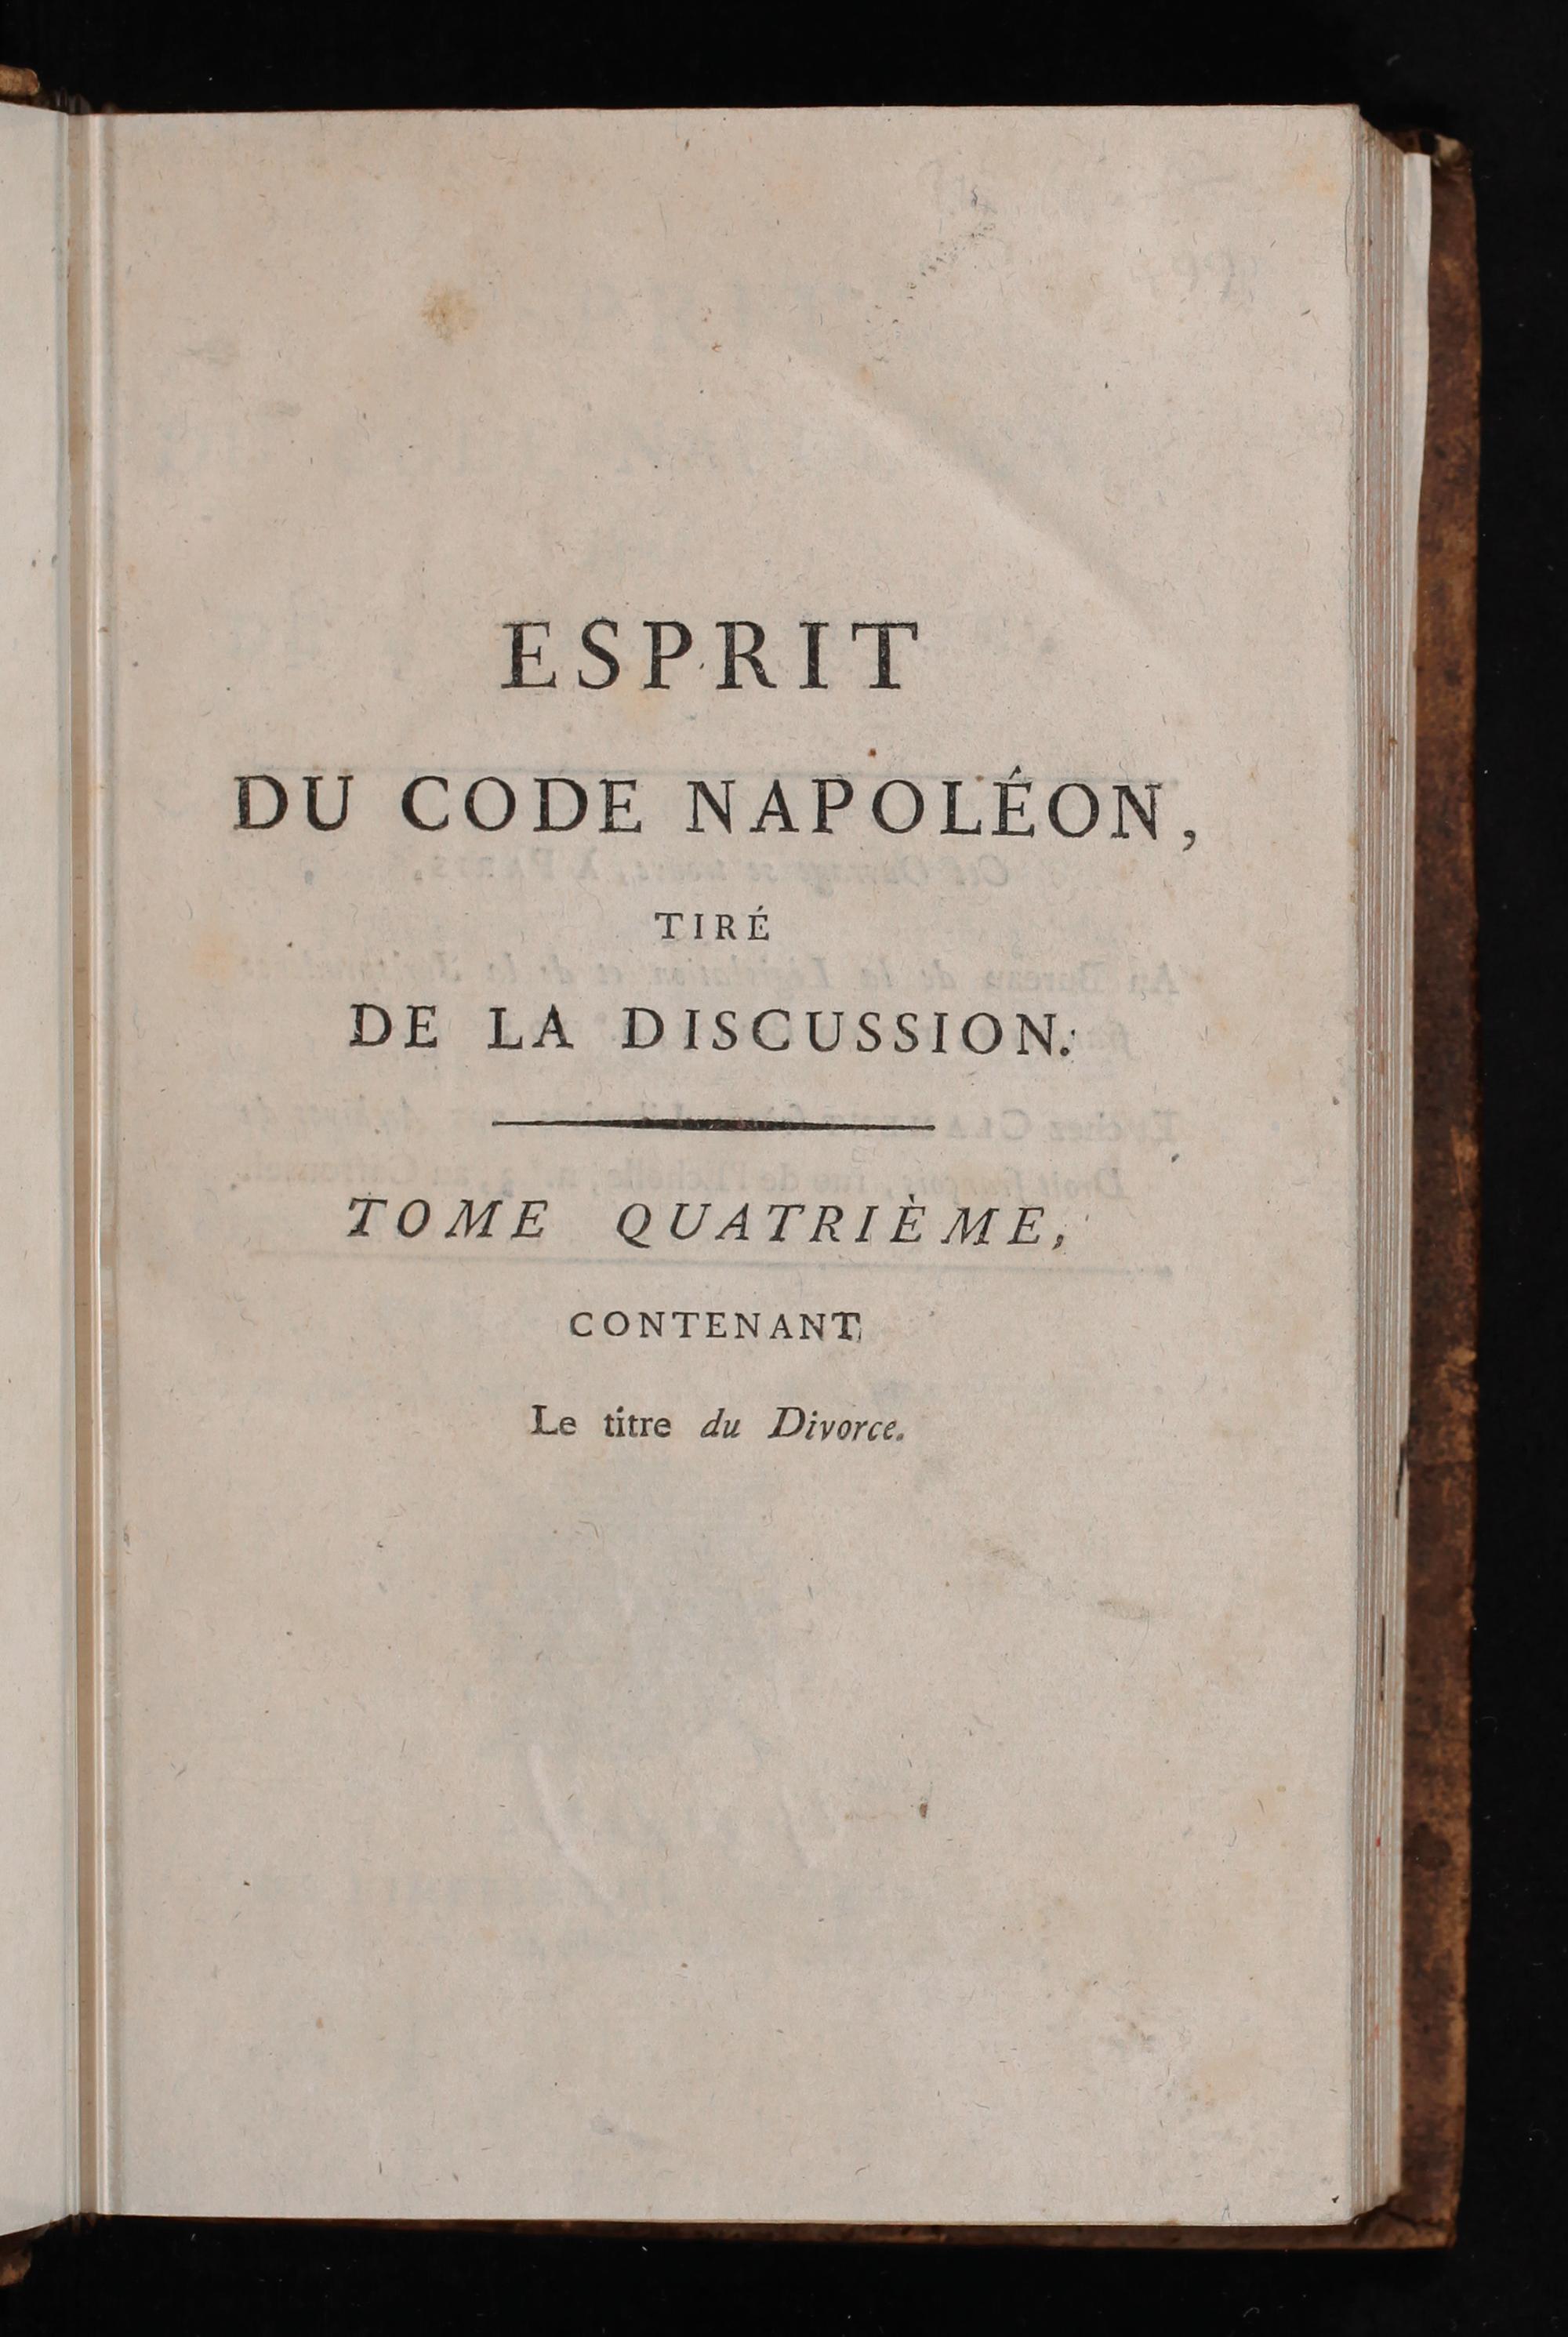 ESPRIT
DU CODE NAPOLÉON,
TIRÉ
DE LA DISCUSSION.
TOME QUATRIÈME,
CONTENANT
Le titre du Divorce.